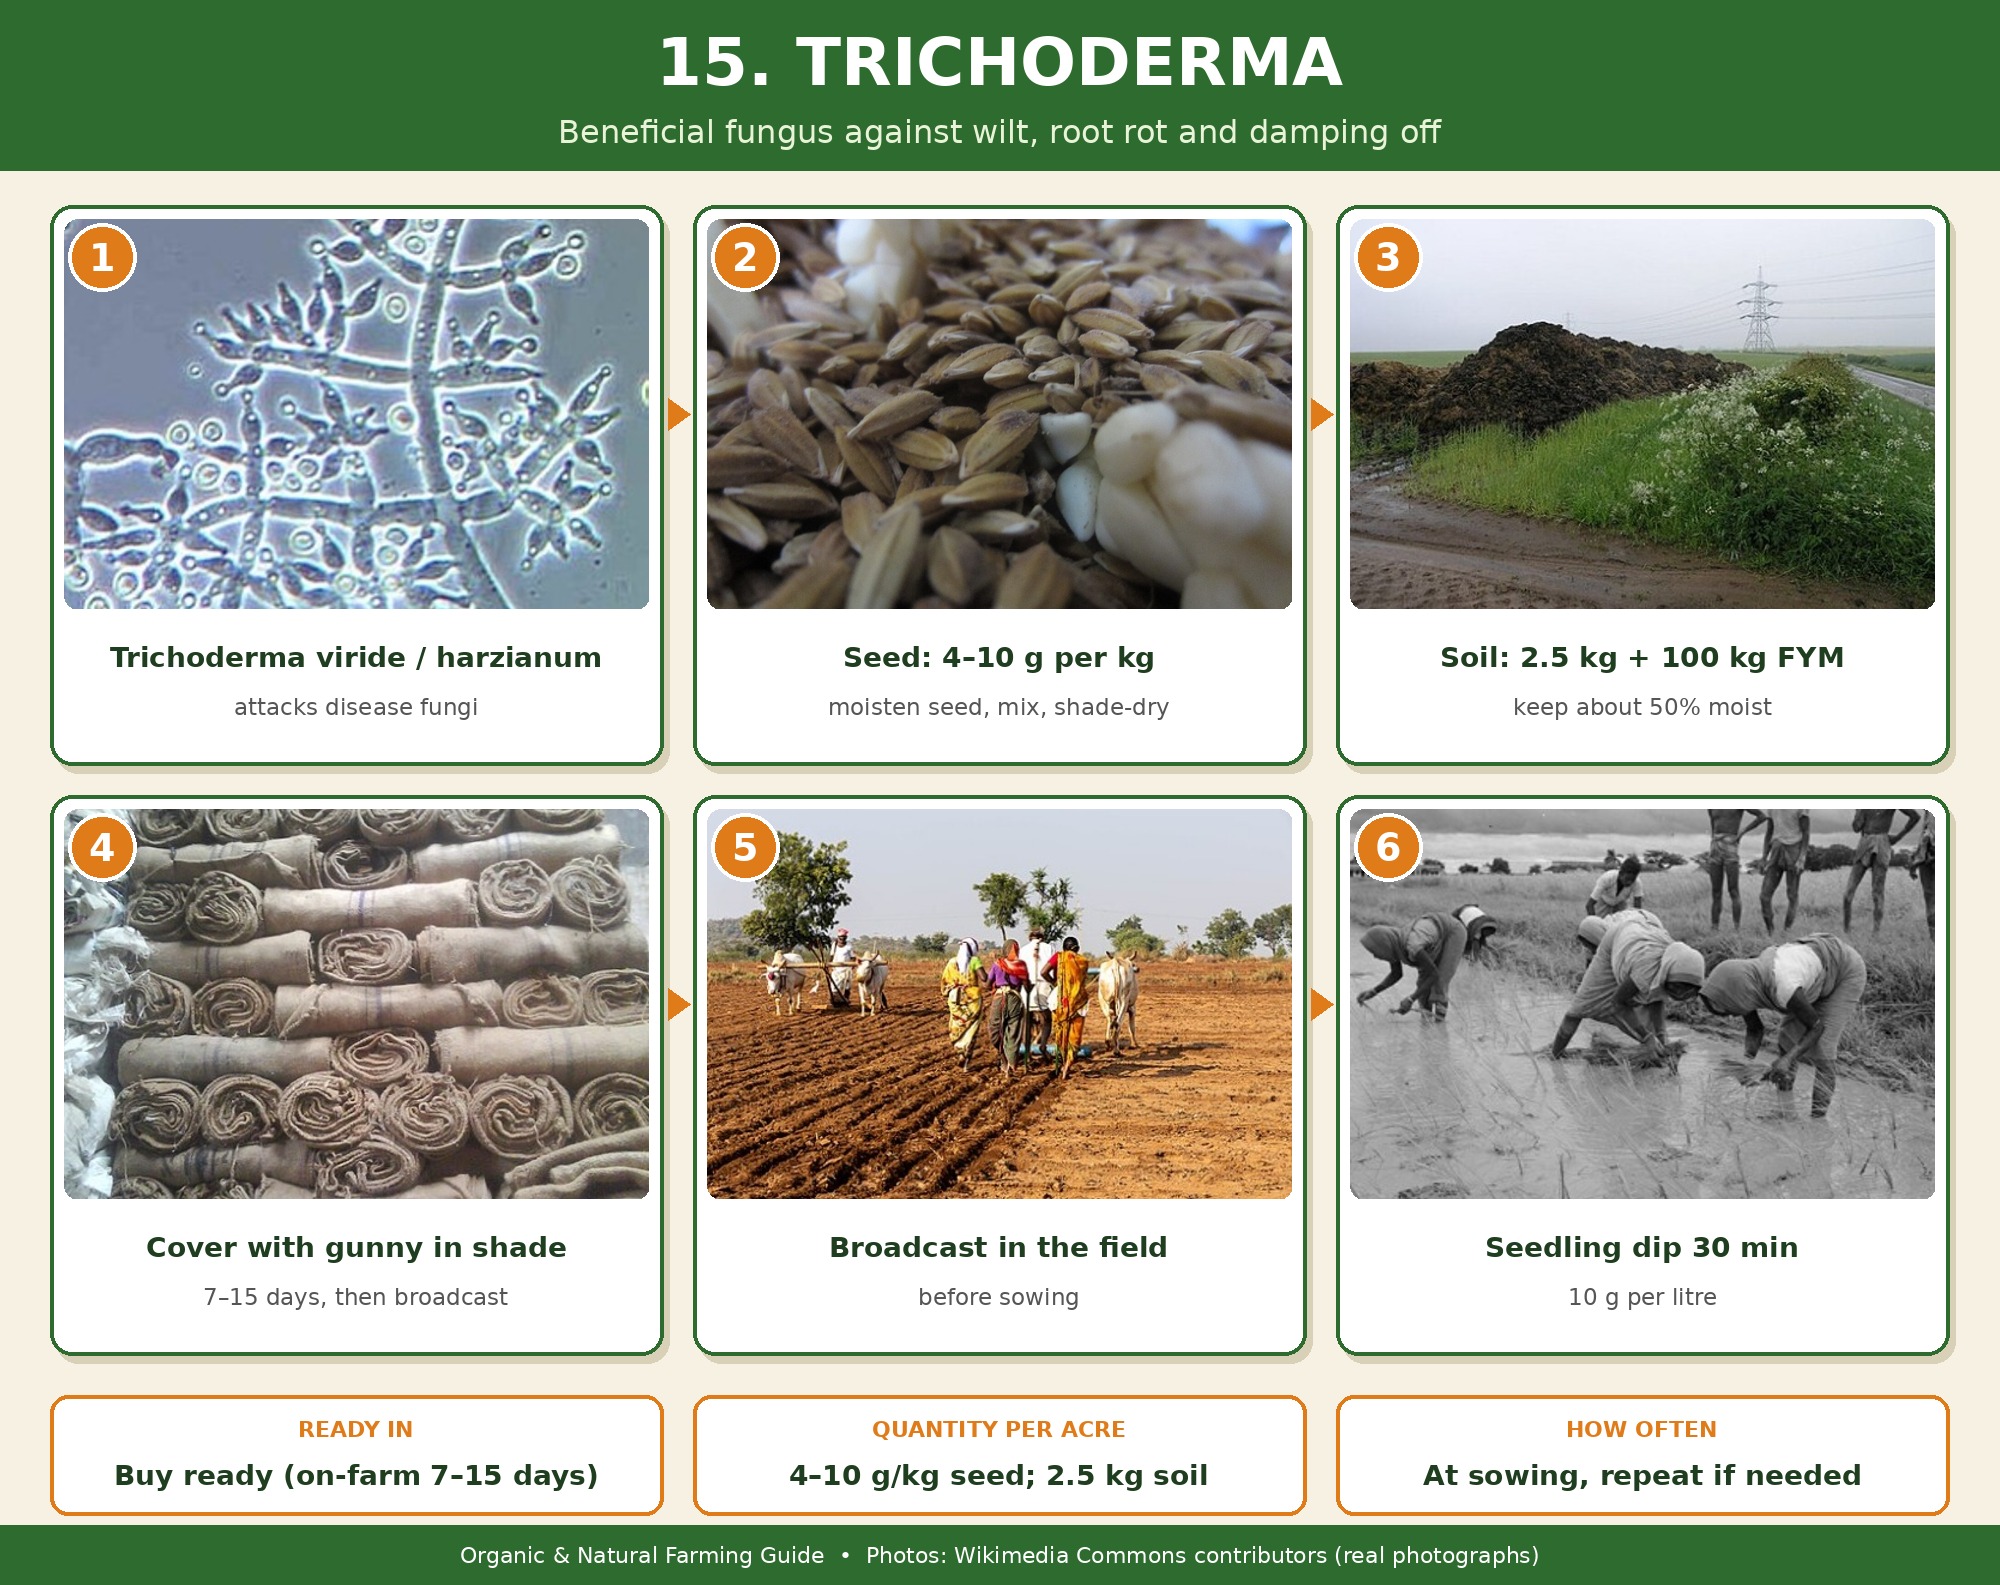 15. TRICHODERMA
Beneficial fungus against wilt, root rot and damping off
1
2
3
Trichoderma viride / harzianum
attacks disease fungi
Seed: 4–10 g per kg
moisten seed, mix, shade-dry
Soil: 2.5 kg + 100 kg FYM
keep about 50% moist
4
5
6
Cover with gunny in shade
7–15 days, then broadcast
Broadcast in the field
before sowing
Seedling dip 30 min
10 g per litre
READY IN
Buy ready (on-farm 7–15 days)
QUANTITY PER ACRE
4–10 g/kg seed; 2.5 kg soil
HOW OFTEN
At sowing, repeat if needed
Organic & Natural Farming Guide • Photos: Wikimedia Commons contributors (real photographs)